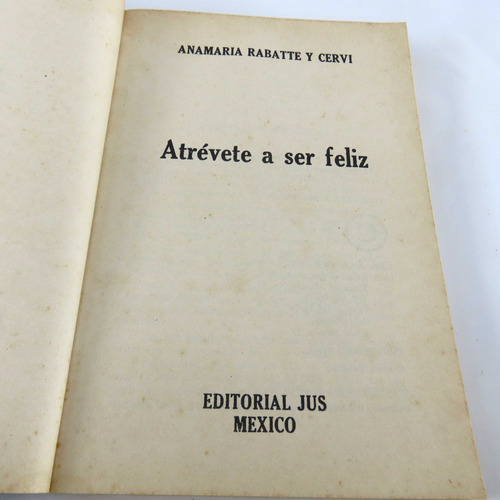 ANAMARIA RABATTE Y CERVI
Atrévete a ser feliz
EDITORIAL JUS
MEXICO